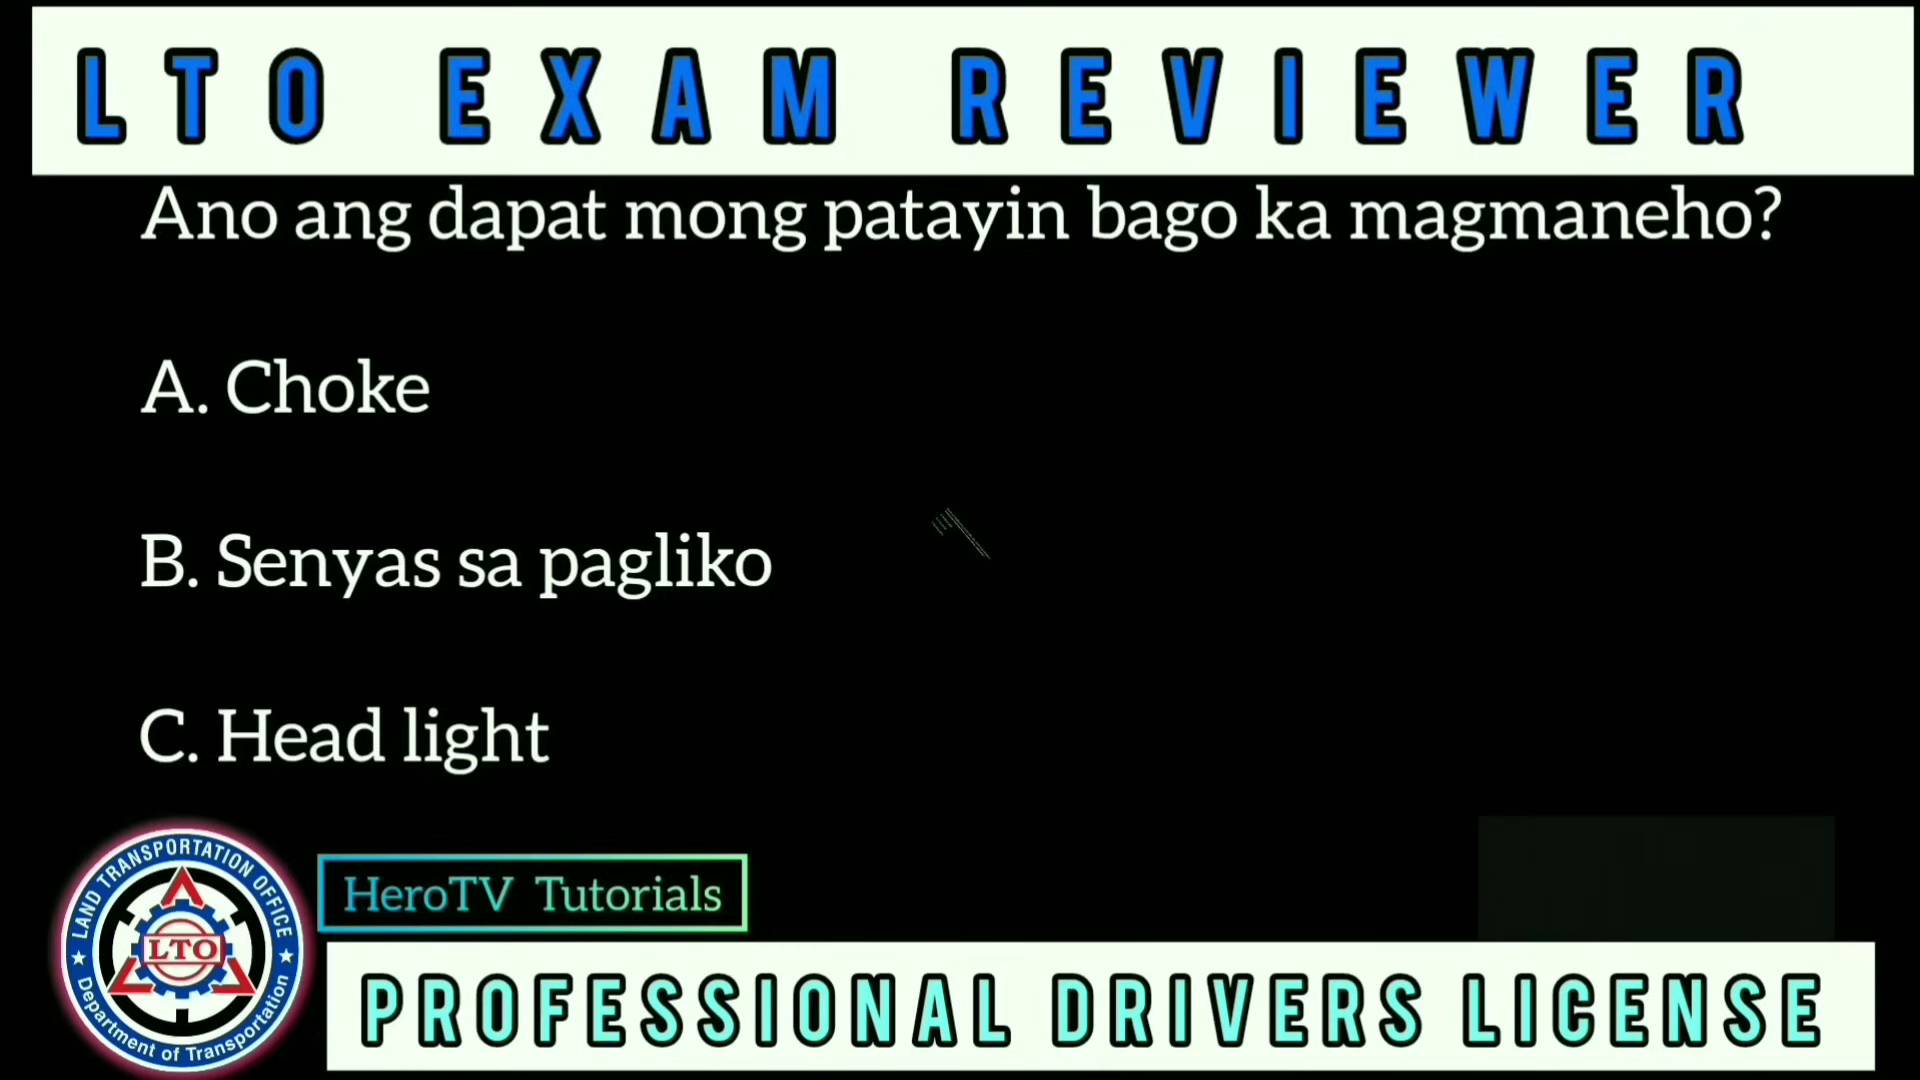 LTO EXAM REVIEWER
Ano ang dapat mong patayin bago ka magmaneho?
A. Choke
B. Senyas sa pagliko
C. Head light
LAND TRANSPORTATION OFFICE
LTO
Department of Transportation
HeroTV Tutorials
PROFESSIONAL DRIVERS LICENSE